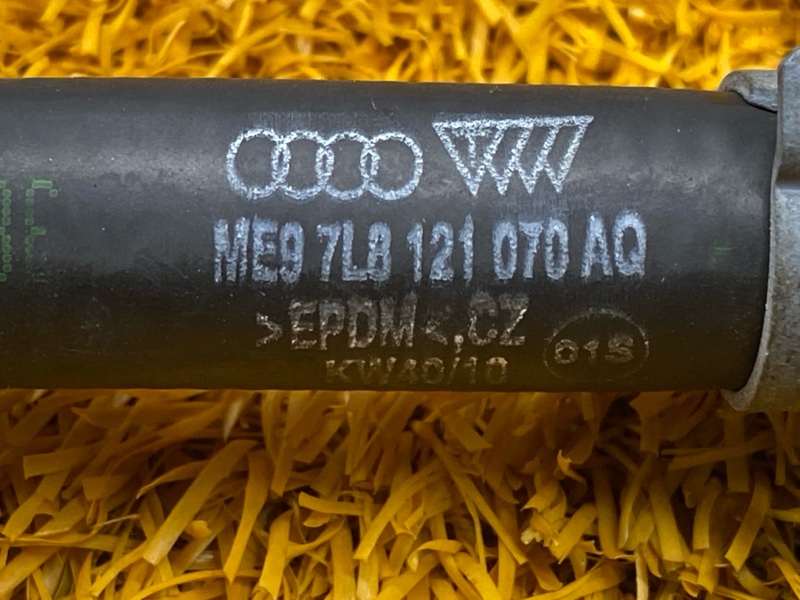 ME9 7L8 121 070 AQ
>EPDM<.CZ
KW40/10 01S